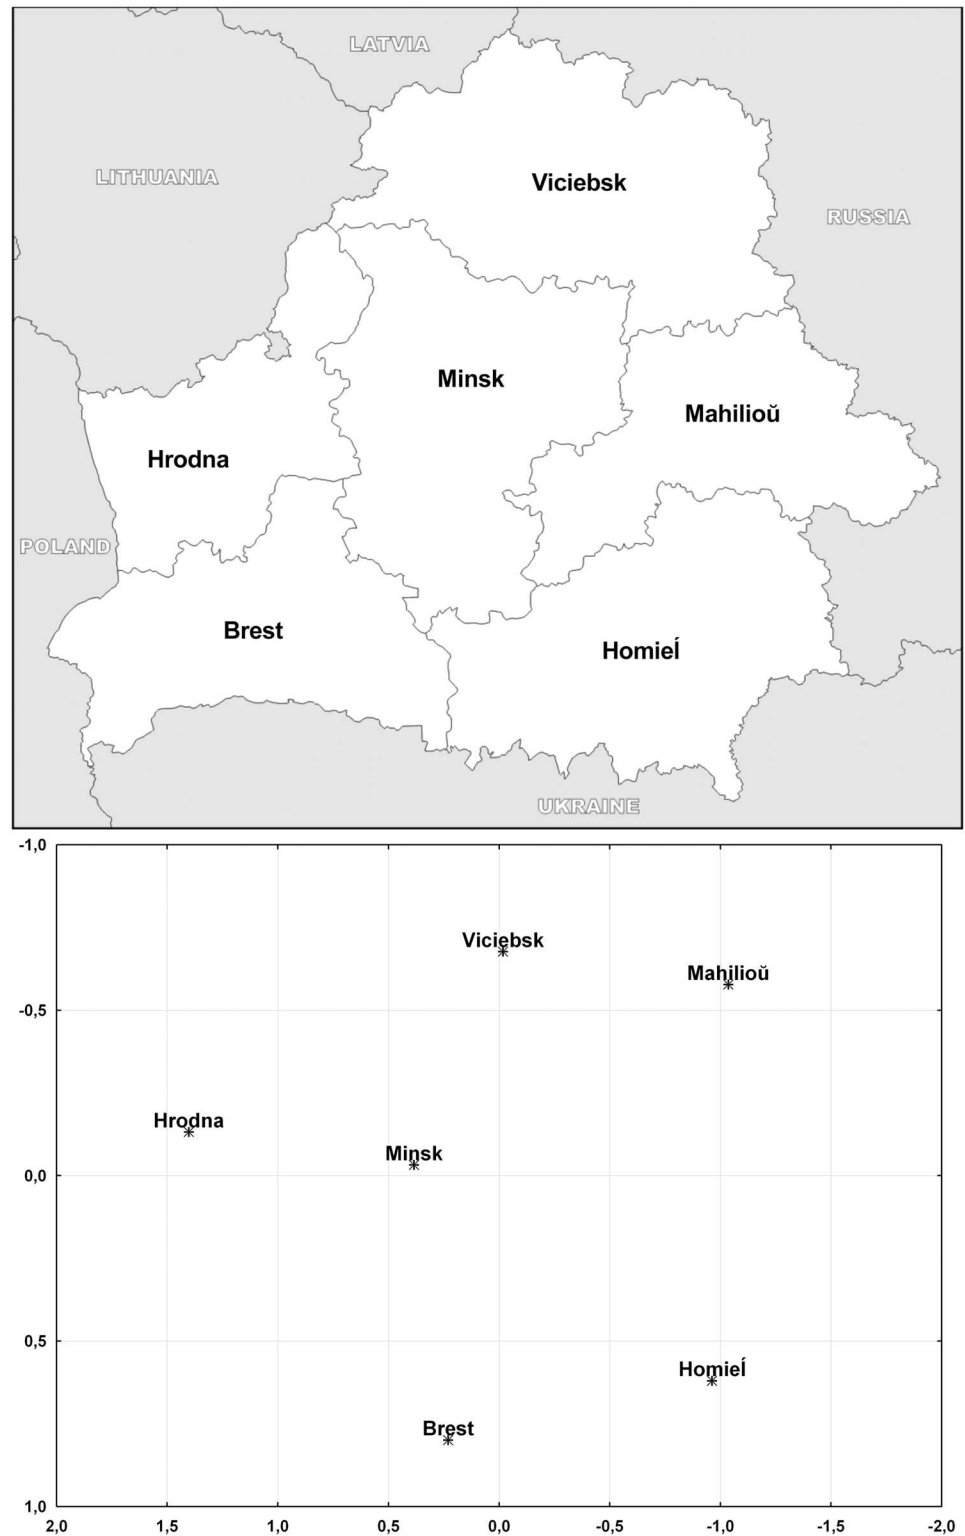 LATVIA
LITHUANIA
Viciebsk
RUSSIA
Minsk
Mahilioŭ
Hrodna
POLAND
Brest
Homieĺ
UKRAINE
-1,0
Viciebsk
Mahilioŭ
-0,5
Hrodna
Minsk
0,0
0,5
Homieĺ
Brest
1,0
2,0 1,5 1,0 0,5 0,0 -0,5 -1,0 -1,5 -2,0